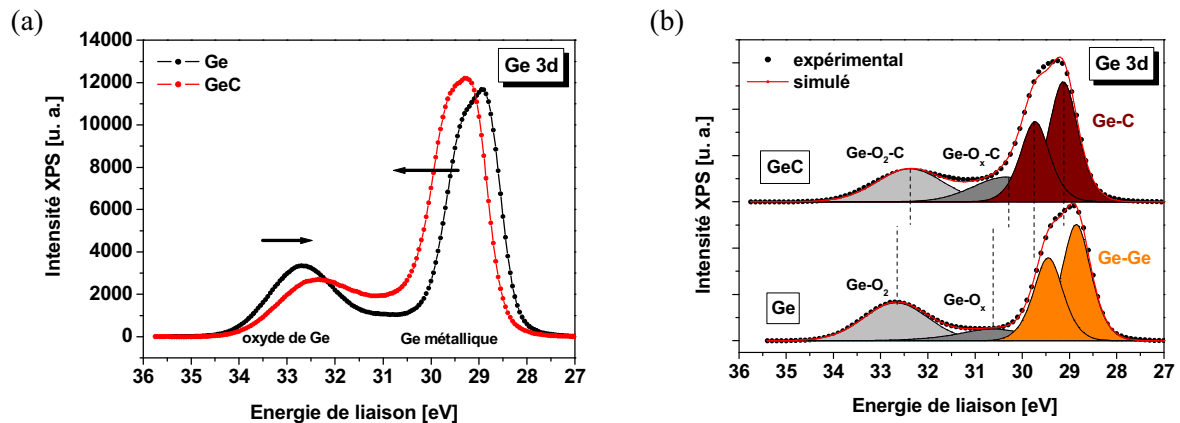 (a)
14000
12000
10000
8000
6000
4000
2000
0
Intensité XPS [u. a.]
Ge
GeC
Ge 3d
oxyde de Ge
Ge métallique
36 35 34 33 32 31 30 29 28 27
Energie de liaison [eV]
(b)
Intensité XPS [u. a.]
expérimental
simulé
Ge 3d
Ge-C
Ge-O2-C
Ge-Ox-C
GeC
Ge-Ge
Ge-O2
Ge-Ox
Ge
36 35 34 33 32 31 30 29 28 27
Energie de liaison [eV]